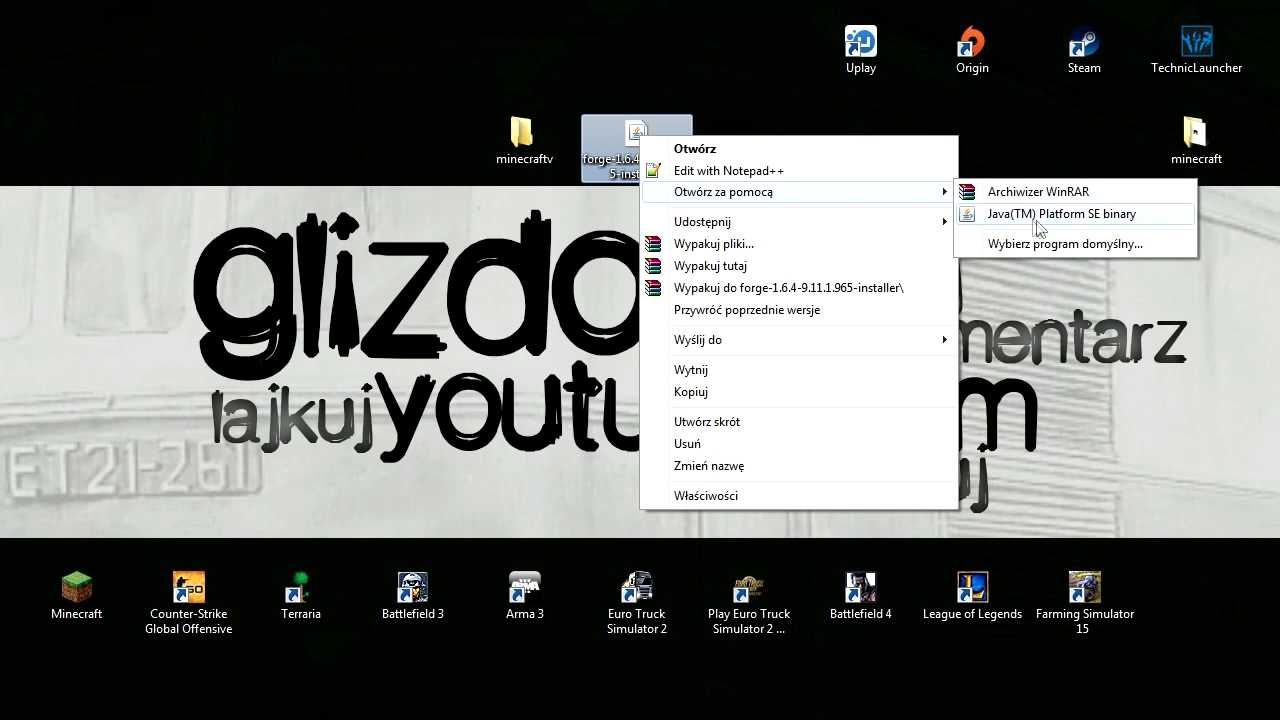 Uplay
Origin
Steam
TechnicLauncher
minecraftv
forge-1.6.4
5-inst
minecraft
Otwórz
Edit with Notepad++
Otwórz za pomocą
Udostępnij
Wypakuj pliki...
Wypakuj tutaj
Wypakuj do forge-1.6.4-9.11.1.965-installer\
Przywróć poprzednie wersje
Wyślij do
Wytnij
Kopiuj
Utwórz skrót
Usuń
Zmień nazwę
Właściwości
Archiwizer WinRAR
Java(TM) Platform SE binary
Wybierz program domyślny...
glizdo
mentarz
lajkuj
youtu
m
uj
ET21-261
Minecraft
Counter-Strike
Global Offensive
Terraria
Battlefield 3
Arma 3
Euro Truck
Simulator 2
Play Euro Truck
Simulator 2 ...
Battlefield 4
League of Legends
Farming Simulator
15